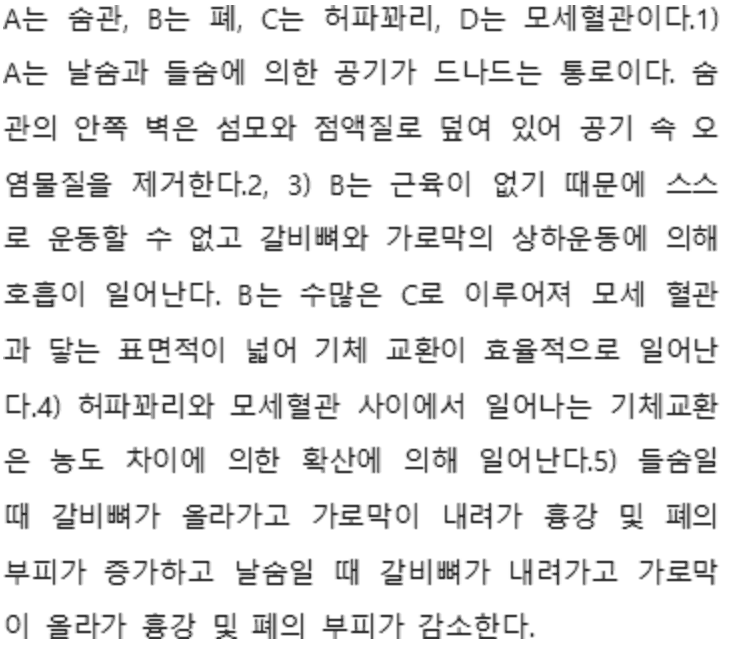 A는 숨관, B는 폐, C는 허파꽈리, D는 모세혈관이다.1)
A는 날숨과 들숨에 의한 공기가 드나드는 통로이다. 숨
관의 안쪽 벽은 섬모와 점액질로 덮여 있어 공기 속 오
염물질을 제거한다.2, 3) B는 근육이 없기 때문에 스스
로 운동할 수 없고 갈비뼈와 가로막의 상하운동에 의해
호흡이 일어난다. B는 수많은 C로 이루어져 모세 혈관
과 닿는 표면적이 넓어 기체 교환이 효율적으로 일어난
다.4) 허파꽈리와 모세혈관 사이에서 일어나는 기체교환
은 농도 차이에 의한 확산에 의해 일어난다.5) 들숨일
때 갈비뼈가 올라가고 가로막이 내려가 흉강 및 폐의
부피가 증가하고 날숨일 때 갈비뼈가 내려가고 가로막
이 올라가 흉강 및 폐의 부피가 감소한다.